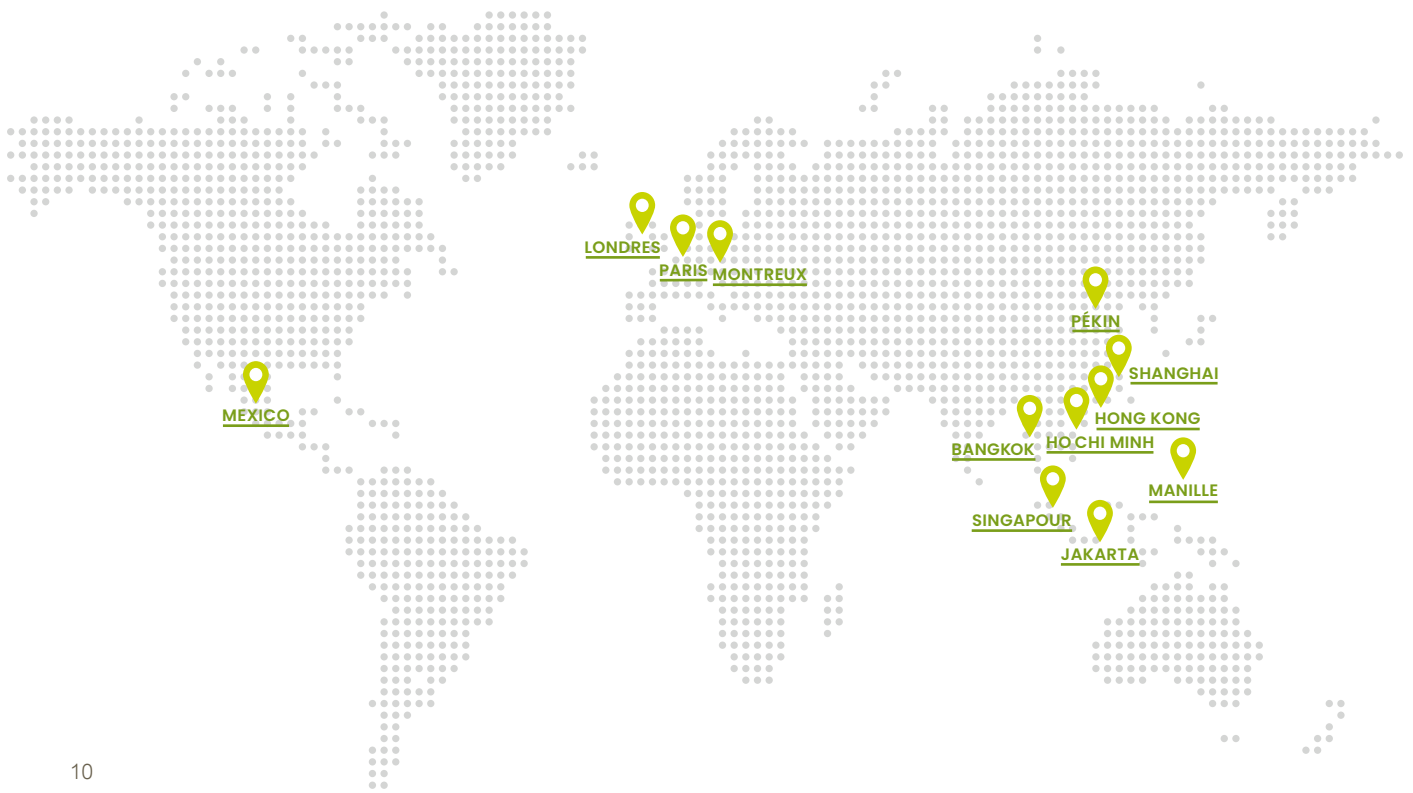 LONDRES
PARIS
MONTREUX
PÉKIN
SHANGHAI
MEXICO
HONG KONG
HO CHI MINH
BANGKOK
MANILLE
SINGAPOUR
JAKARTA
10